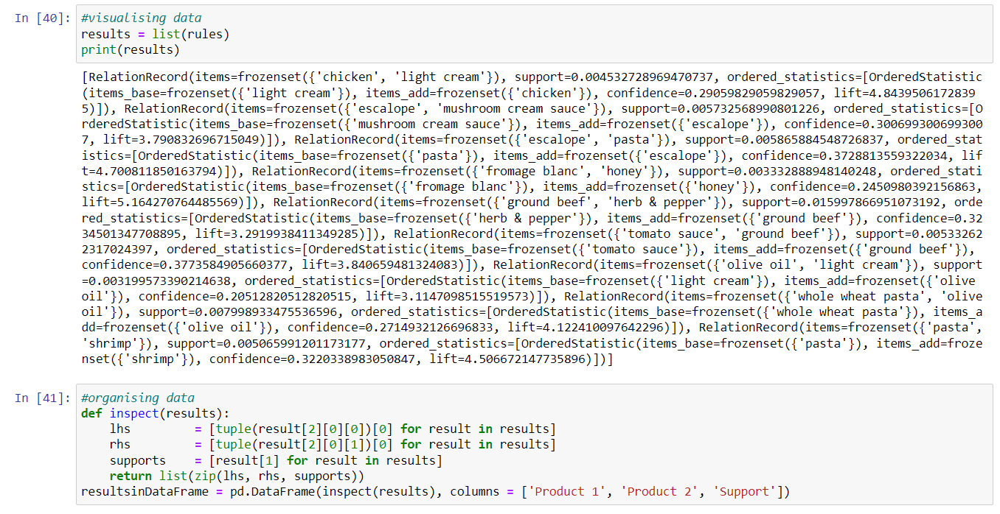 In [40]: #visualising data
results = list(rules)
print(results)
[RelationRecord(items=frozenset({'chicken', 'light cream'}), support=0.004532728969470737, ordered_statistics=[OrderedStatistic
(items_base=frozenset({'light cream'}), items_add=frozenset({'chicken'}), confidence=0.29059829059829057, lift=4.8439506172839
5)]), RelationRecord(items=frozenset({'escalope', 'mushroom cream sauce'}), support=0.005732568990801226, ordered_statistics=[O
rderedStatistic(items_base=frozenset({'mushroom cream sauce'}), items_add=frozenset({'escalope'}), confidence=0.300699300699300
7, lift=3.790832696715049)]), RelationRecord(items=frozenset({'escalope', 'pasta'}), support=0.005865884548726837, ordered_stat
istics=[OrderedStatistic(items_base=frozenset({'pasta'}), items_add=frozenset({'escalope'}), confidence=0.3728813559322034, lif
t=4.700811850163794)]), RelationRecord(items=frozenset({'fromage blanc', 'honey'}), support=0.003332888948140248, ordered_stati
stics=[OrderedStatistic(items_base=frozenset({'fromage blanc'}), items_add=frozenset({'honey'}), confidence=0.2450980392156863,
lift=5.164270764485569)]), RelationRecord(items=frozenset({'ground beef', 'herb & pepper'}), support=0.015997866951073192, orde
red_statistics=[OrderedStatistic(items_base=frozenset({'herb & pepper'}), items_add=frozenset({'ground beef'}), confidence=0.32
34501347708895, lift=3.2919938411349285)]), RelationRecord(items=frozenset({'tomato sauce', 'ground beef'}), support=0.00533262
2317024397, ordered_statistics=[OrderedStatistic(items_base=frozenset({'tomato sauce'}), items_add=frozenset({'ground beef'}),
confidence=0.3773584905660377, lift=3.840659481324083)]), RelationRecord(items=frozenset({'olive oil', 'light cream'}), support
=0.003199573390214638, ordered_statistics=[OrderedStatistic(items_base=frozenset({'light cream'}), items_add=frozenset({'olive
oil'}), confidence=0.20512820512820515, lift=3.1147098515519573)]), RelationRecord(items=frozenset({'whole wheat pasta', 'olive
oil'}), support=0.007998933475536596, ordered_statistics=[OrderedStatistic(items_base=frozenset({'whole wheat pasta'}), items_a
dd=frozenset({'olive oil'}), confidence=0.2714932126696833, lift=4.122410097642296)]), RelationRecord(items=frozenset({'pasta',
'shrimp'}), support=0.005065991201173177, ordered_statistics=[OrderedStatistic(items_base=frozenset({'pasta'}), items_add=froze
nset({'shrimp'}), confidence=0.3220338983050847, lift=4.506672147735896)])]
In [41]: #organising data
def inspect(results):
    lhs         = [tuple(result[2][0][0])[0] for result in results]
    rhs         = [tuple(result[2][0][1])[0] for result in results]
    supports    = [result[1] for result in results]
    return list(zip(lhs, rhs, supports))
resultsinDataFrame = pd.DataFrame(inspect(results), columns = ['Product 1', 'Product 2', 'Support'])